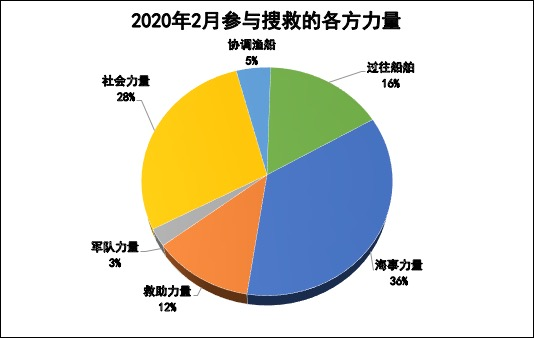 2020年2月参与搜救的各方力量
协调渔船
5%
过往船舶
16%
社会力量
28%
军队力量
3%
救助力量
12%
海事力量
36%